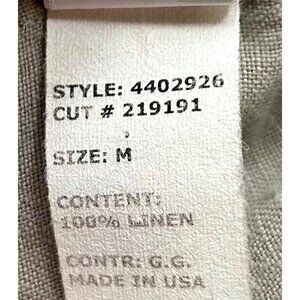 STYLE: 4402926
CUT # 219191
SIZE: M
CONTENT:
100% LINEN
CONTR: G.G.
MADE IN USA